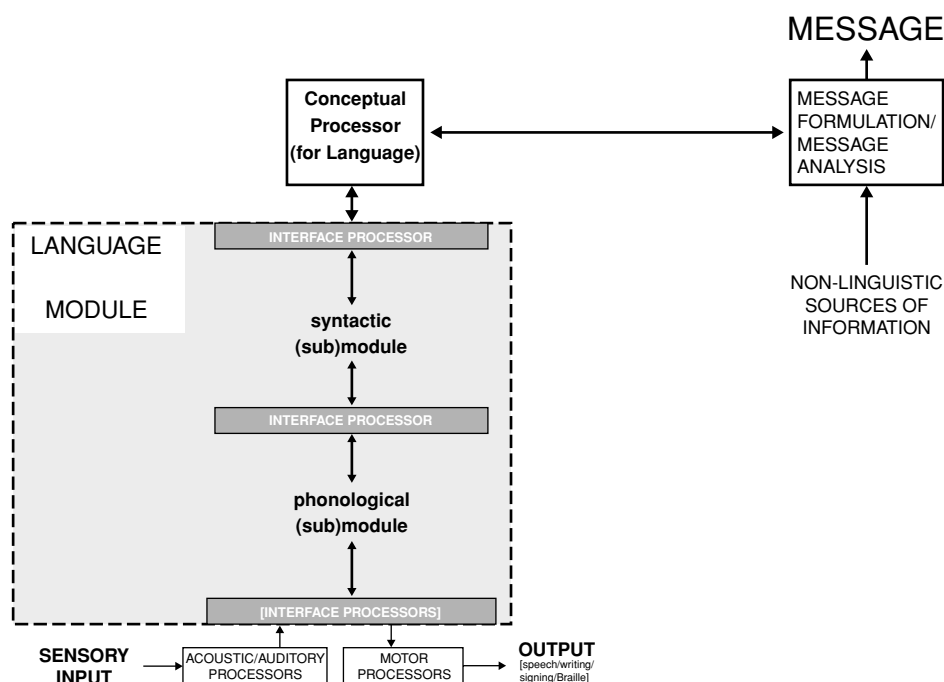 MESSAGE
Conceptual
Processor
(for Language)
MESSAGE
FORMULATION/
MESSAGE
ANALYSIS
LANGUAGE
MODULE
INTERFACE PROCESSOR
NON-LINGUISTIC
SOURCES OF
INFORMATION
syntactic
(sub)module
INTERFACE PROCESSOR
phonological
(sub)module
[INTERFACE PROCESSORS]
SENSORY
INPUT
ACOUSTIC/AUDITORY
PROCESSORS
MOTOR
PROCESSORS
OUTPUT
[speech/writing/
signing/Braille]